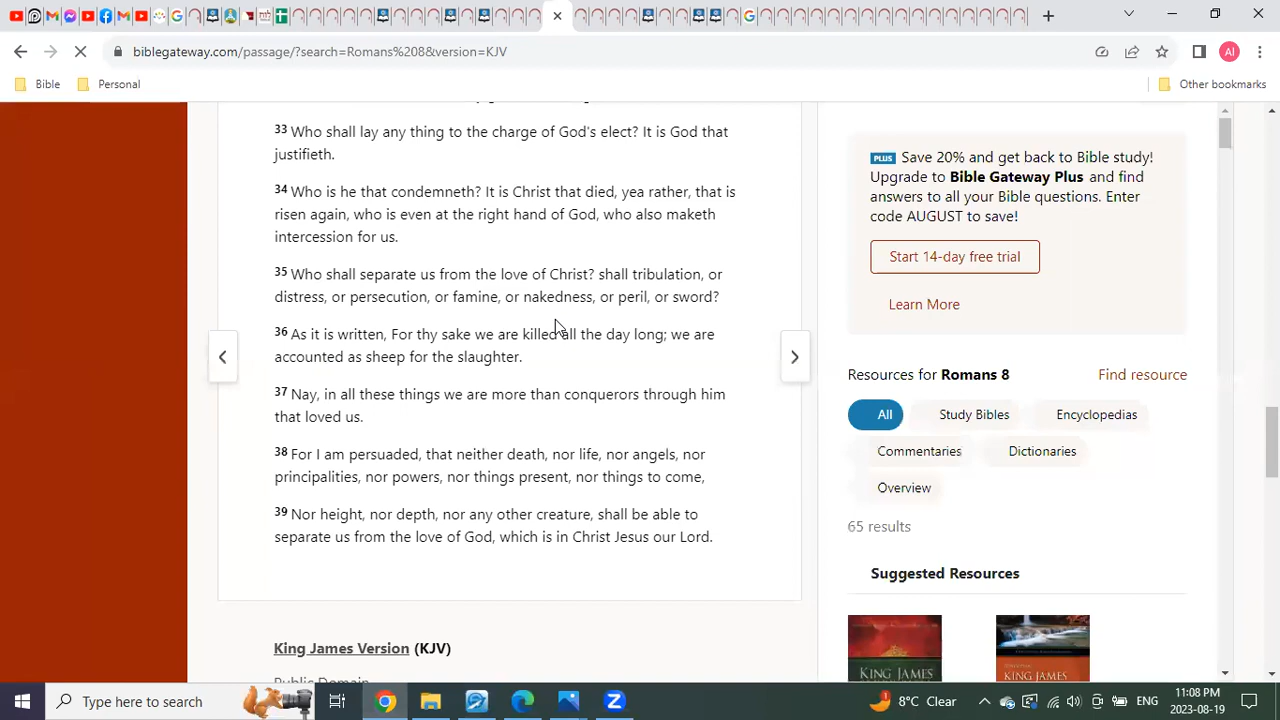 biblegateway.com/passage/?search=Romans%208&version=KJV
AI
Bible
Personal
Other bookmarks
33 Who shall lay any thing to the charge of God's elect? It is God that
justifieth.
34 Who is he that condemneth? It is Christ that died, yea rather, that is
risen again, who is even at the right hand of God, who also maketh
intercession for us.
35 Who shall separate us from the love of Christ? shall tribulation, or
distress, or persecution, or famine, or nakedness, or peril, or sword?
36 As it is written, For thy sake we are killed all the day long; we are
accounted as sheep for the slaughter.
37 Nay, in all these things we are more than conquerors through him
that loved us.
38 For I am persuaded, that neither death, nor life, nor angels, nor
principalities, nor powers, nor things present, nor things to come,
39 Nor height, nor depth, nor any other creature, shall be able to
separate us from the love of God, which is in Christ Jesus our Lord.
King James Version (KJV)
Public Domain
PLUS Save 20% and get back to Bible study!
Upgrade to Bible Gateway Plus and find
answers to all your Bible questions. Enter
code AUGUST to save!
Start 14-day free trial
Learn More
Resources for Romans 8
Find resource
All
Study Bibles
Encyclopedias
Commentaries
Dictionaries
Overview
65 results
Suggested Resources
KING JAMES
KING JAMES
Type here to search
1
8°C Clear
ENG
11:08 PM
2023-08-19